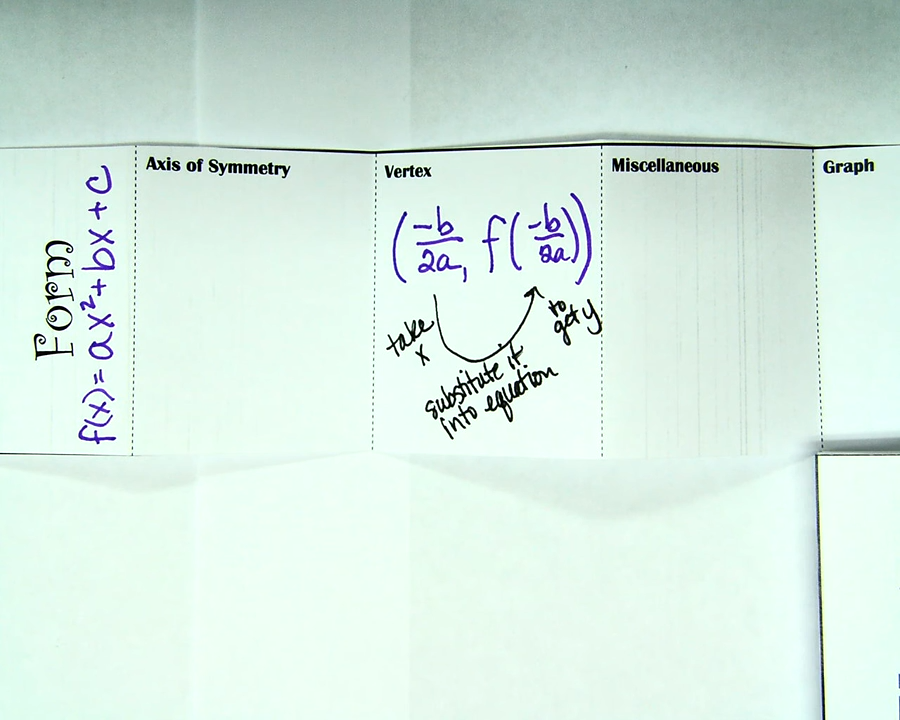 Form
f(x) = ax²+bx+c
Axis of Symmetry
Vertex
(-b/2a, f(-b/2a))
take
x
substitute it
into equation
to
get y
Miscellaneous
Graph